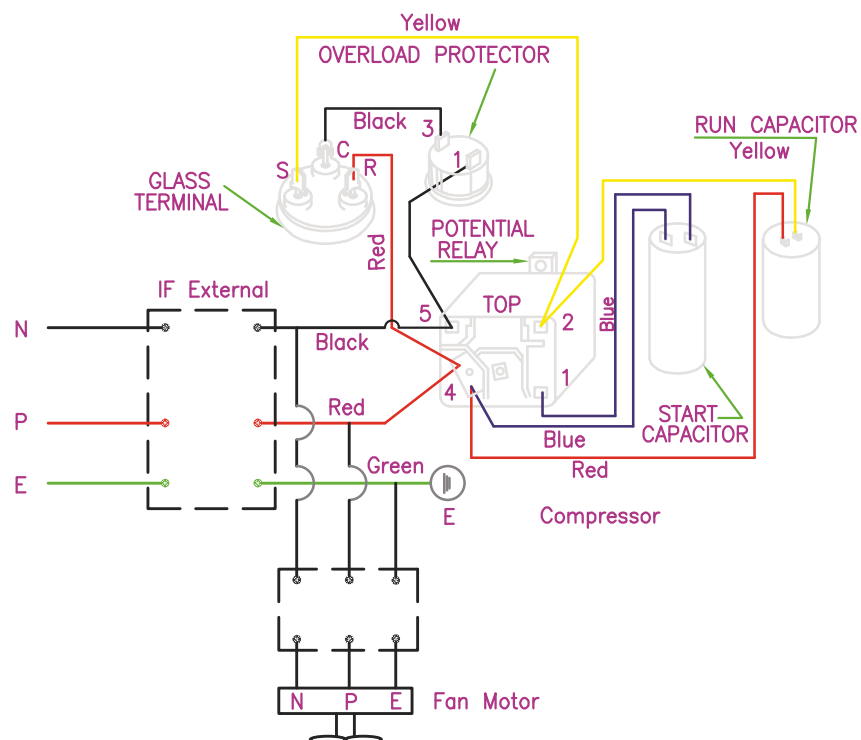 Yellow
OVERLOAD PROTECTOR
Black
3
RUN CAPACITOR
Yellow
C
1
S
R
GLASS
TERMINAL
POTENTIAL
RELAY
Red
IF External
5
TOP
2
Blue
N
Black
1
4
P
Red
START
CAPACITOR
Blue
Green
Red
E
E
Compressor
N
P
E
Fan Motor